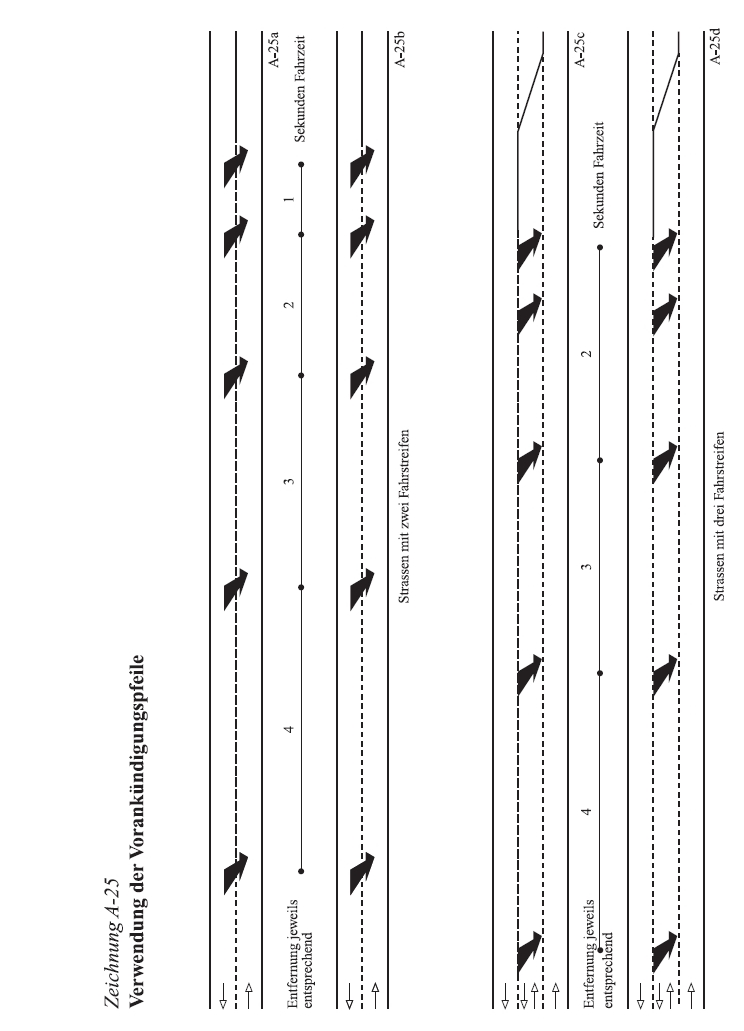 Zeichnung A-25
Verwendung der Vorankündigungspfeile
A-25a
Entfernung jeweils
entsprechend
4
3
2
1
Sekunden Fahrzeit
A-25b
Strassen mit zwei Fahrstreifen
A-25c
Entfernung jeweils
entsprechend
4
3
2
Sekunden Fahrzeit
A-25d
Strassen mit drei Fahrstreifen